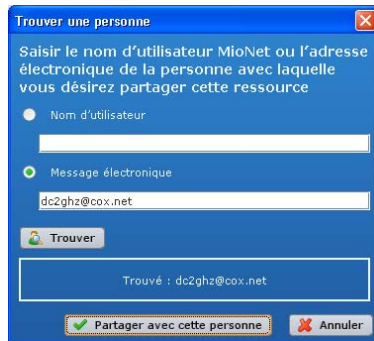 Trouver une personne
Saisir le nom d'utilisateur MioNet ou l'adresse
électronique de la personne avec laquelle
vous désirez partager cette ressource
Nom d'utilisateur
Message électronique
dc2ghz@cox.net
Trouver
Trouvé : dc2ghz@cox.net
Partager avec cette personne
Annuler